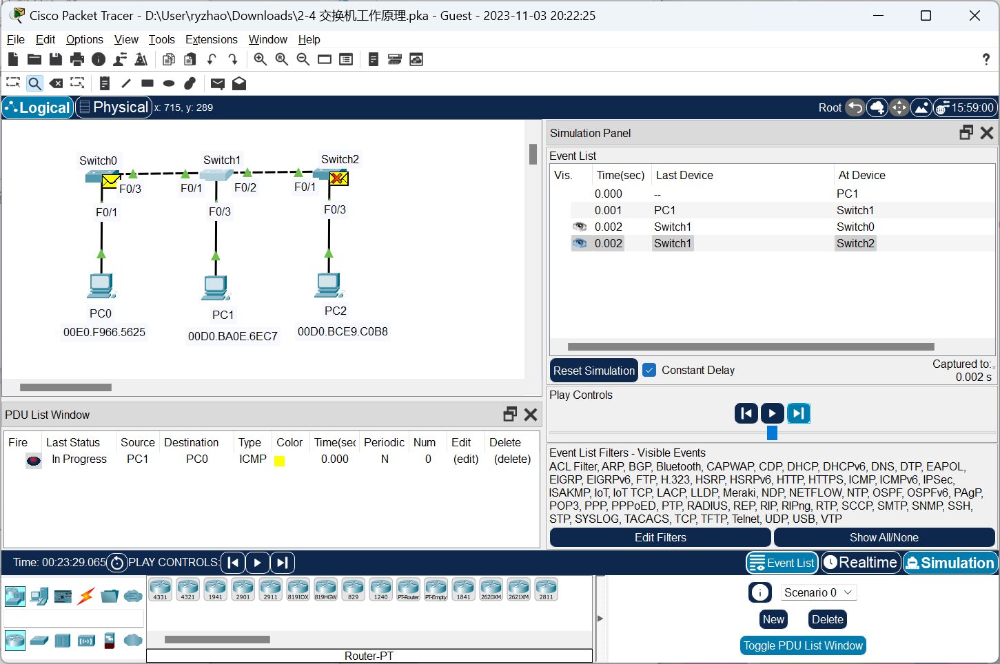 Cisco Packet Tracer - D:\User\ryzhao\Downloads\2-4 交换机工作原理.pka - Guest - 2023-11-03 20:22:25
File Edit Options View Tools Extensions Window Help
?
Logical Physical x: 715, y: 289 Root 15:59:00
Switch0 Switch1 Switch2
F0/3 F0/1 F0/2 F0/1
F0/1 F0/3 F0/3
PC0 PC1 PC2
00E0.F966.5625 00D0.BA0E.6EC7 00D0.BCE9.C0B8
Simulation Panel
Event List
Vis. Time(sec) Last Device At Device
0.000 -- PC1
0.001 PC1 Switch1
0.002 Switch1 Switch0
0.002 Switch1 Switch2
Reset Simulation Constant Delay Captured to:*
0.002 s
Play Controls
PDU List Window
Fire Last Status Source Destination Type Color Time(sec Periodic Num Edit Delete
In Progress PC1 PC0 ICMP 0.000 N 0 (edit) (delete)
Event List Filters - Visible Events
ACL Filter, ARP, BGP, Bluetooth, CAPWAP, CDP, DHCP, DHCPv6, DNS, DTP, EAPOL,
EIGRP, EIGRPv6, FTP, H.323, HSRP, HSRPv6, HTTP, HTTPS, ICMP, ICMPv6, IPSec,
ISAKMP, IoT, IoT TCP, LACP, LLDP, Meraki, NDP, NETFLOW, NTP, OSPF, OSPFv6, PAgP,
POP3, PPP, PPPoED, PTP, RADIUS, REP, RIP, RIPng, RTP, SCCP, SMTP, SNMP, SSH,
STP, SYSLOG, TACACS, TCP, TFTP, Telnet, UDP, USB, VTP
Edit Filters Show All/None
Time: 00:23:29.065 PLAY CONTROLS: Event List Realtime Simulation
4331 4321 1941 2901 2911 819IOX 819HGW 829 1240 PT-Router PT-Empty 1841 2620XM 2621XM 2811
Scenario 0
New Delete
Toggle PDU List Window
Router-PT